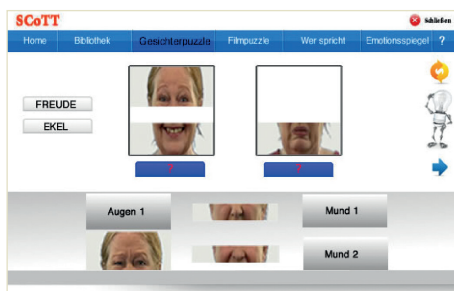 SCoTT
Schließen
Home Bibliothek Gesichterpuzzle Filmpuzzle Wer spricht Emotionsspiegel ?
FREUDE
EKEL
? ?
Augen 1 Mund 1
Mund 2